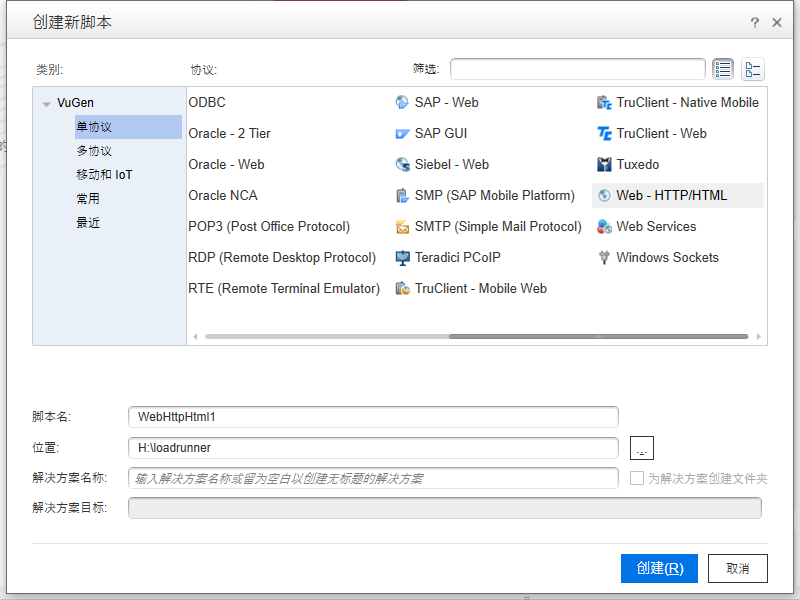 创建新脚本
?
类别:
协议:
筛选:
VuGen
单协议
多协议
移动和 IoT
常用
最近
ODBC
Oracle - 2 Tier
Oracle - Web
Oracle NCA
POP3 (Post Office Protocol)
RDP (Remote Desktop Protocol)
RTE (Remote Terminal Emulator)
SAP - Web
SAP GUI
Siebel - Web
SMP (SAP Mobile Platform)
SMTP (Simple Mail Protocol)
Teradici PCoIP
TruClient - Mobile Web
TruClient - Native Mobile
TruClient - Web
Tuxedo
Web - HTTP/HTML
Web Services
Windows Sockets
脚本名:
WebHttpHtml1
位置:
H:\loadrunner
...
解决方案名称:
输入解决方案名称或留为空白以创建无标题的解决方案
为解决方案创建文件夹
解决方案目标:
创建(R)
取消